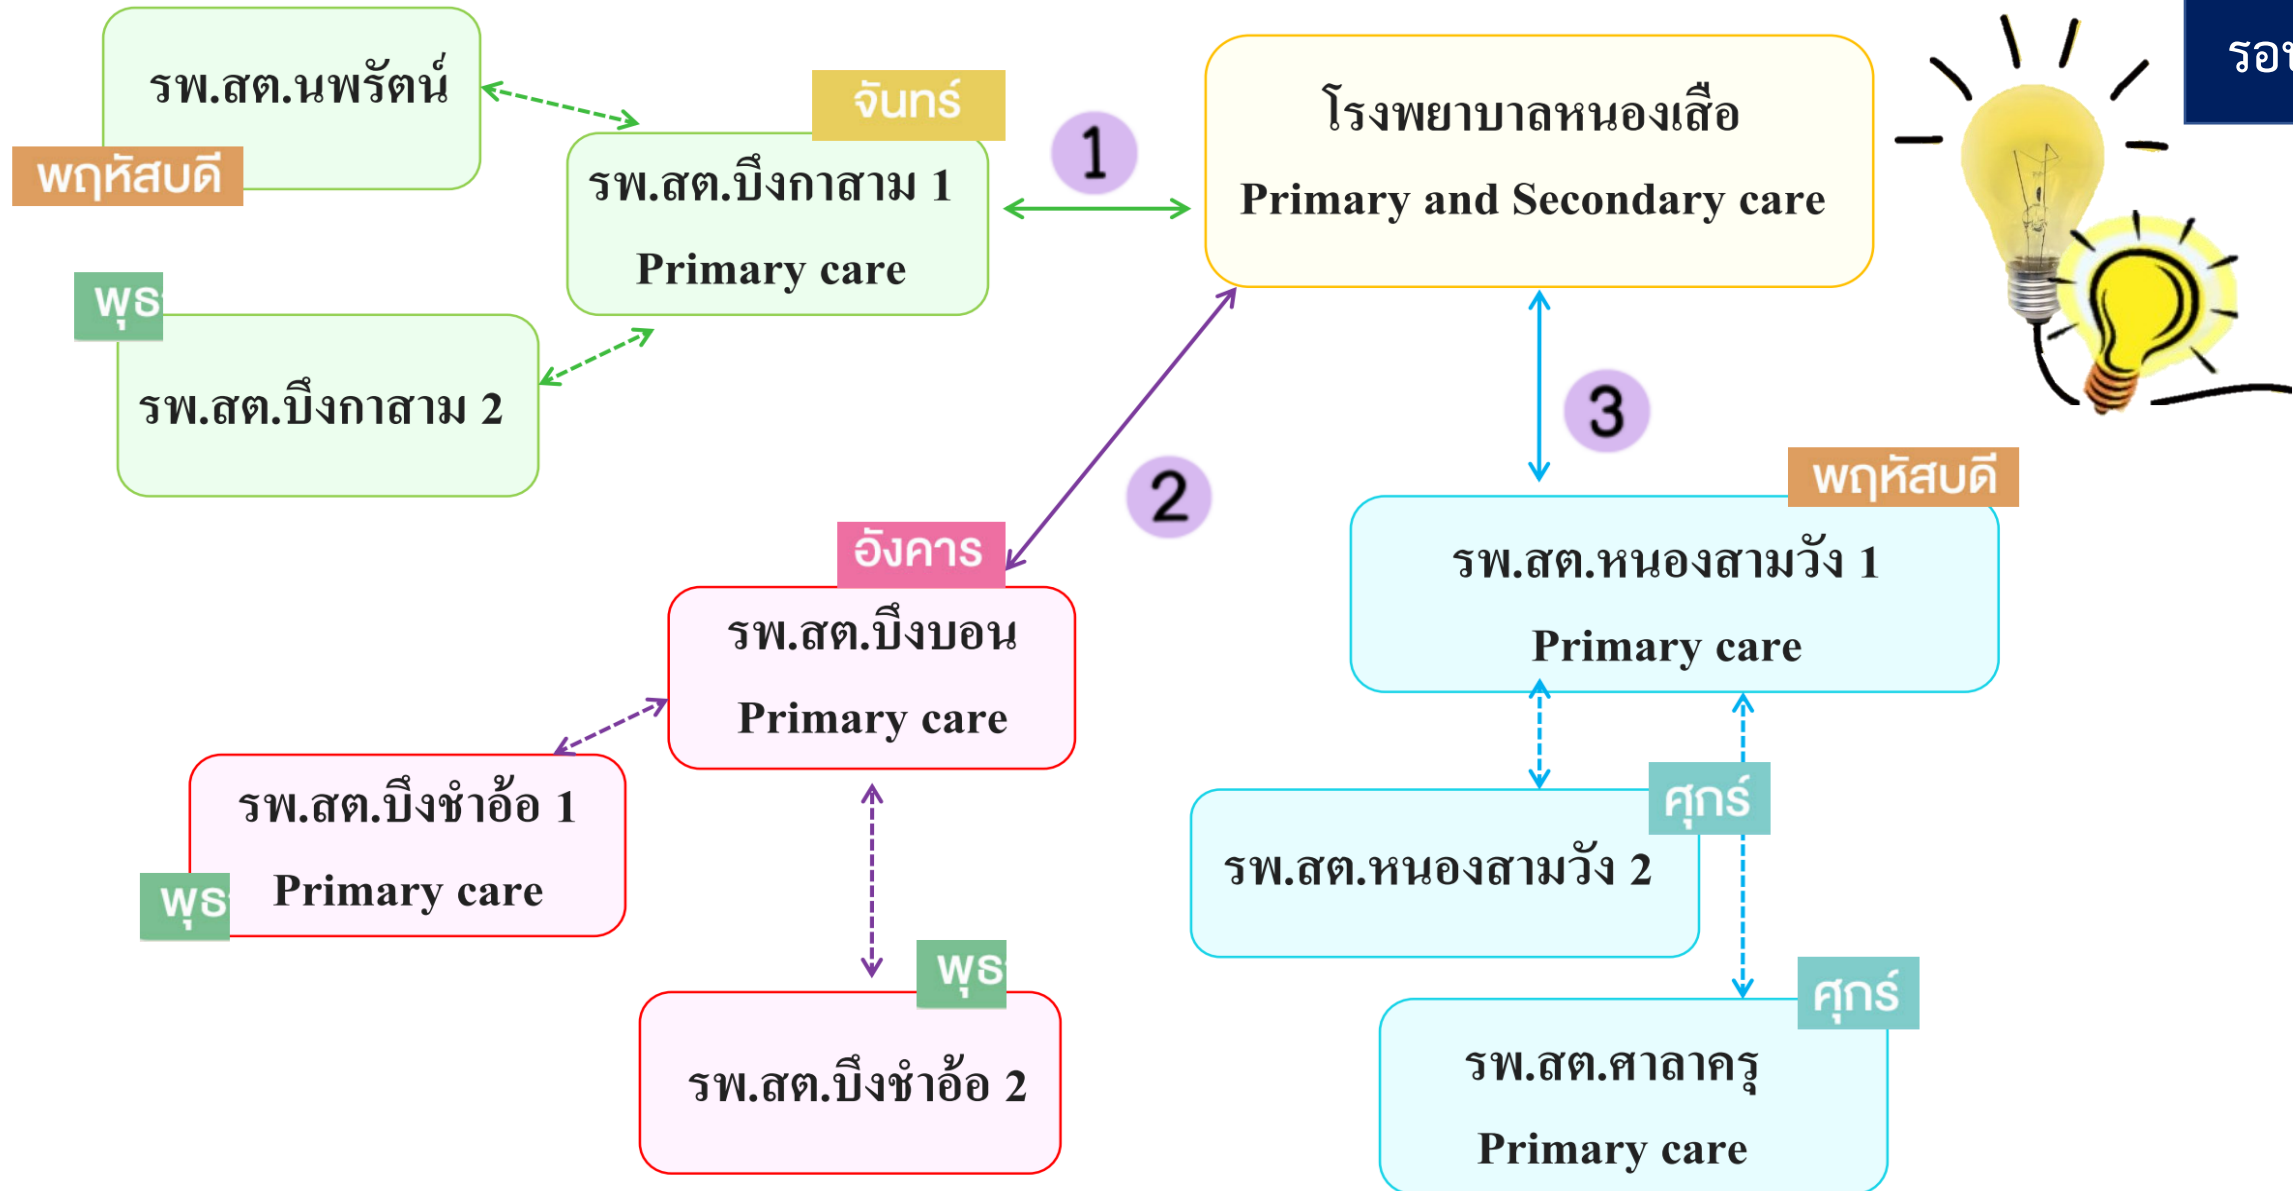 รพ.สต.นพรัตน์
พฤหัสบดี
จันทร์
รพ.สต.บึงกาสาม 1
Primary care
1
โรงพยาบาลหนองเสือ
Primary and Secondary care
พุธ
รพ.สต.บึงกาสาม 2
2
3
อังคาร
รพ.สต.บึงบอน
Primary care
พฤหัสบดี
รพ.สต.หนองสามวัง 1
Primary care
รพ.สต.บึงชำอ้อ 1
Primary care
พุธ
พุธ
รพ.สต.บึงชำอ้อ 2
ศุกร์
รพ.สต.หนองสามวัง 2
ศุกร์
รพ.สต.ศาลาครุ
Primary care